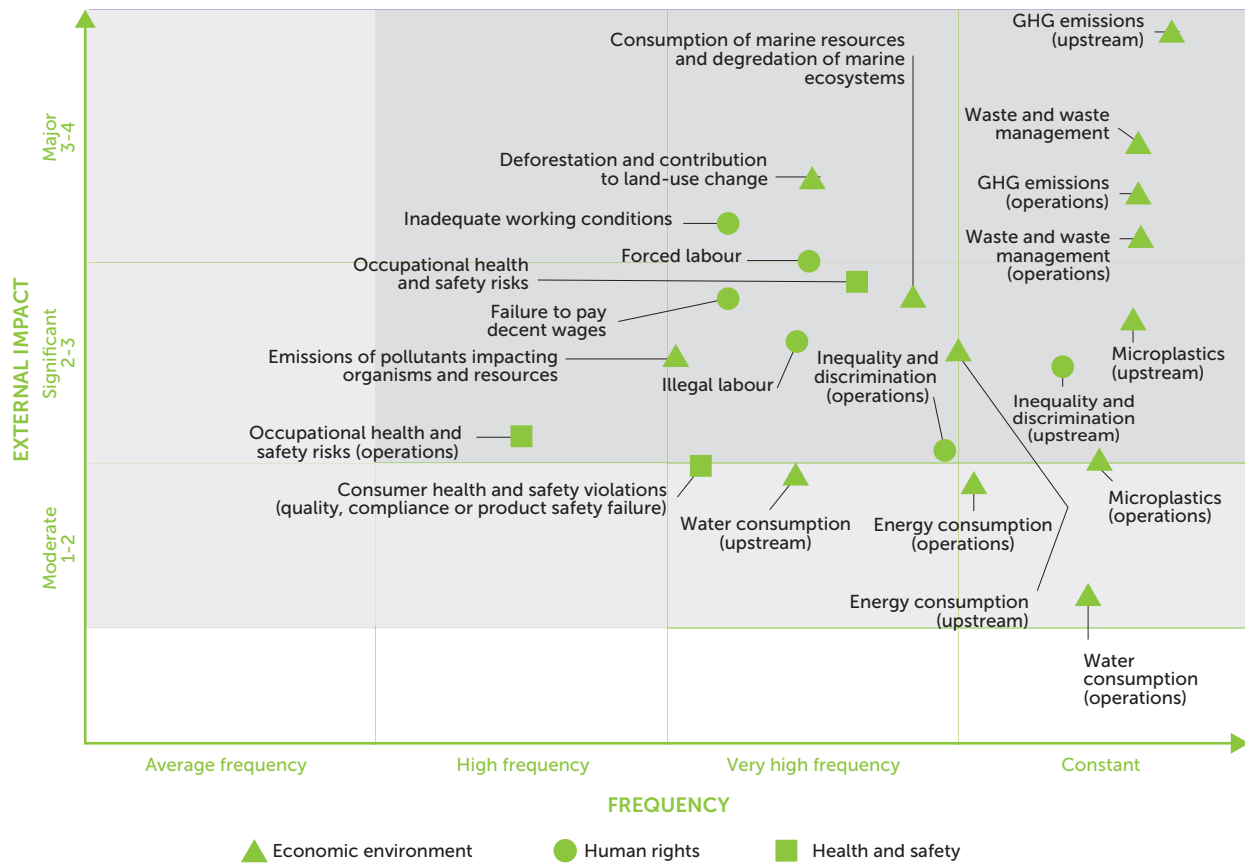 GHG emissions
(upstream)
Consumption of marine resources
and degredation of marine
ecosystems
Waste and waste
management
Deforestation and contribution
to land-use change
GHG emissions
(operations)
Inadequate working conditions
Waste and waste
management
(operations)
Forced labour
Occupational health
and safety risks
Failure to pay
decent wages
Emissions of pollutants impacting
organisms and resources
Illegal labour
Inequality and
discrimination
(operations)
Microplastics
(upstream)
Inequality and
discrimination
(upstream)
Occupational health and
safety risks (operations)
Consumer health and safety violations
(quality, compliance or product safety failure)
Water consumption
(upstream)
Energy consumption
(operations)
Microplastics
(operations)
Energy consumption
(upstream)
Water
consumption
(operations)
EXTERNAL IMPACT
Major
3-4
Significant
2-3
Moderate
1-2
Average frequency
High frequency
Very high frequency
Constant
FREQUENCY
Economic environment
Human rights
Health and safety